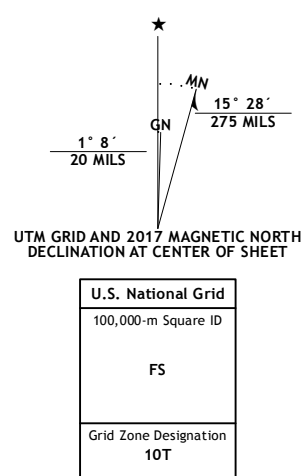 ★
MN
GN
15° 28´
275 MILS
1° 8´
20 MILS
UTM GRID AND 2017 MAGNETIC NORTH
DECLINATION AT CENTER OF SHEET
U.S. National Grid
100,000-m Square ID
FS
Grid Zone Designation
10T